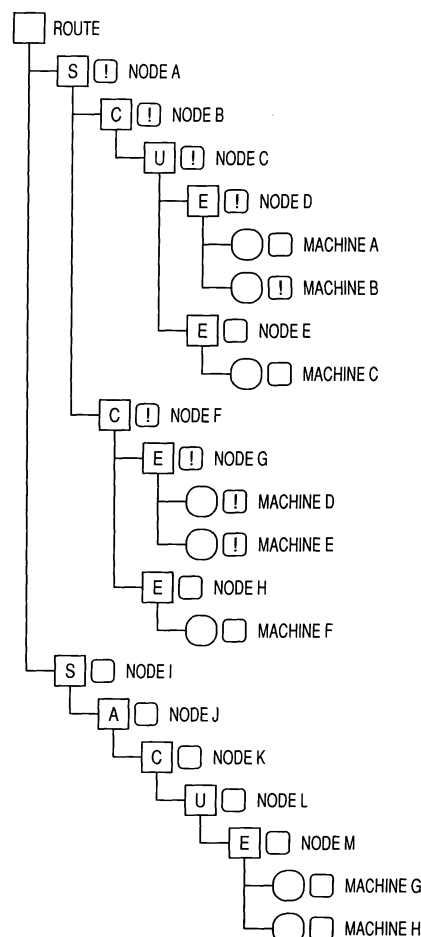 ROUTE
S ! NODE A
C ! NODE B
U ! NODE C
E ! NODE D
MACHINE A
! MACHINE B
E NODE E
MACHINE C
C ! NODE F
E ! NODE G
! MACHINE D
! MACHINE E
E NODE H
MACHINE F
S NODE I
A NODE J
C NODE K
U NODE L
E NODE M
MACHINE G
MACHINE H